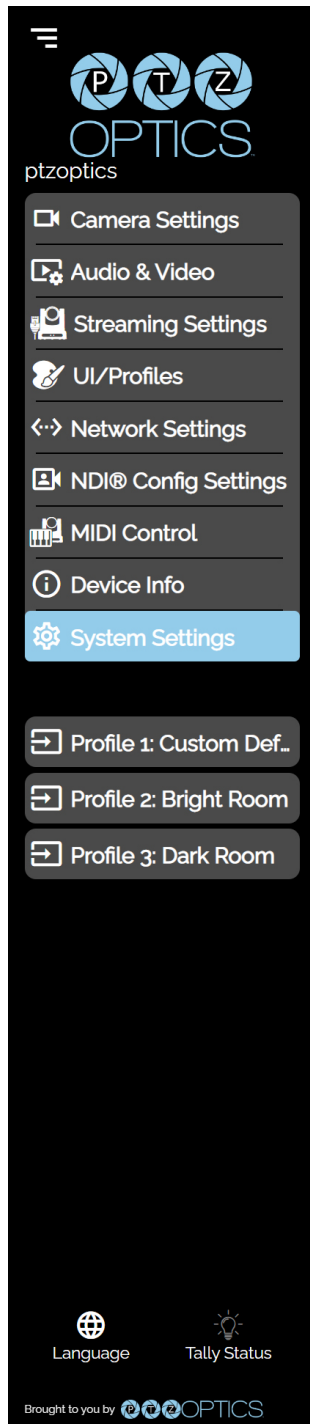 PTZ
OPTICS
ptzoptics
Camera Settings
Audio & Video
Streaming Settings
UI/Profiles
Network Settings
NDI® Config Settings
MIDI Control
Device Info
System Settings
Profile 1: Custom Def...
Profile 2: Bright Room
Profile 3: Dark Room
Language
Tally Status
Brought to you by PTZOPTICS